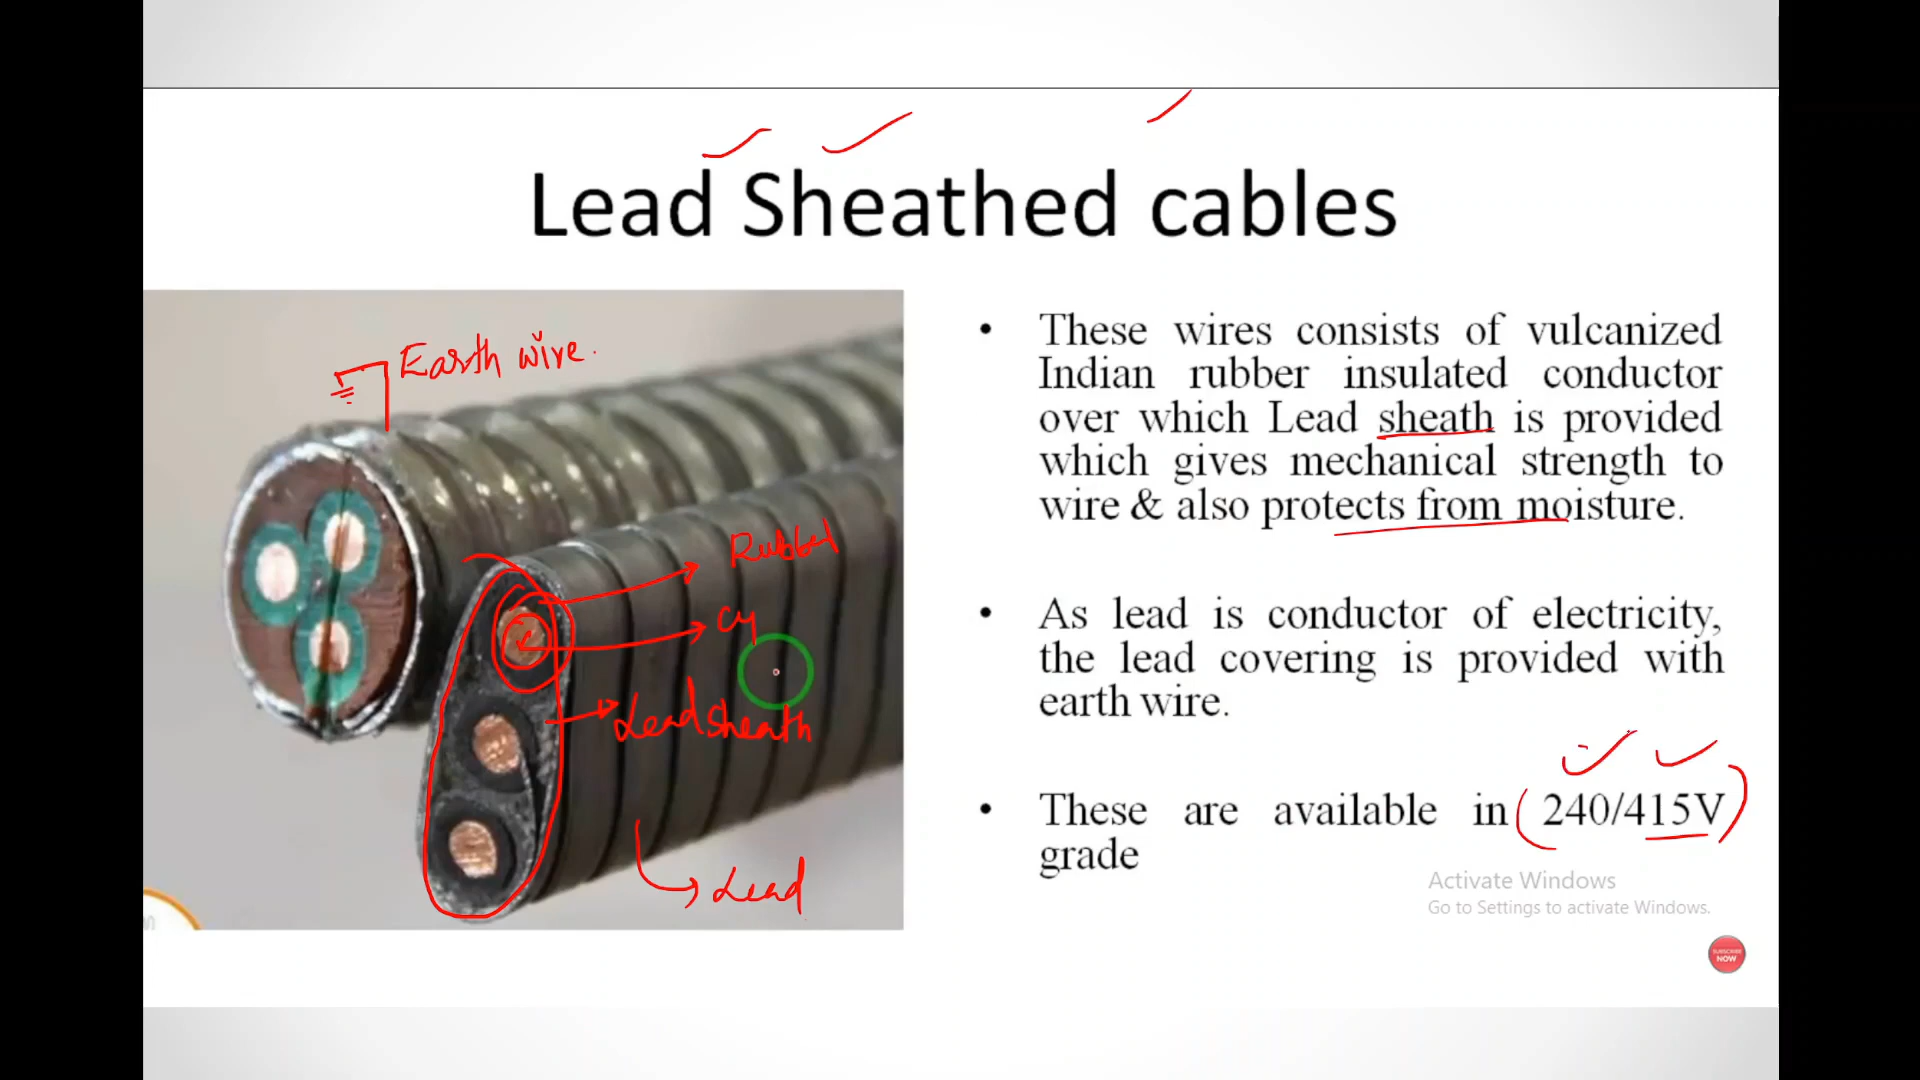 Lead Sheathed cables
Earth wire.
Rubber
Cu
Lead sheath
Lead
• These wires consists of vulcanized
Indian rubber insulated conductor
over which Lead sheath is provided
which gives mechanical strength to
wire & also protects from moisture.
• As lead is conductor of electricity,
the lead covering is provided with
earth wire.
• These are available in (240/415V)
grade
Activate Windows
Go to Settings to activate Windows.
SUBSCRIBE
NOW